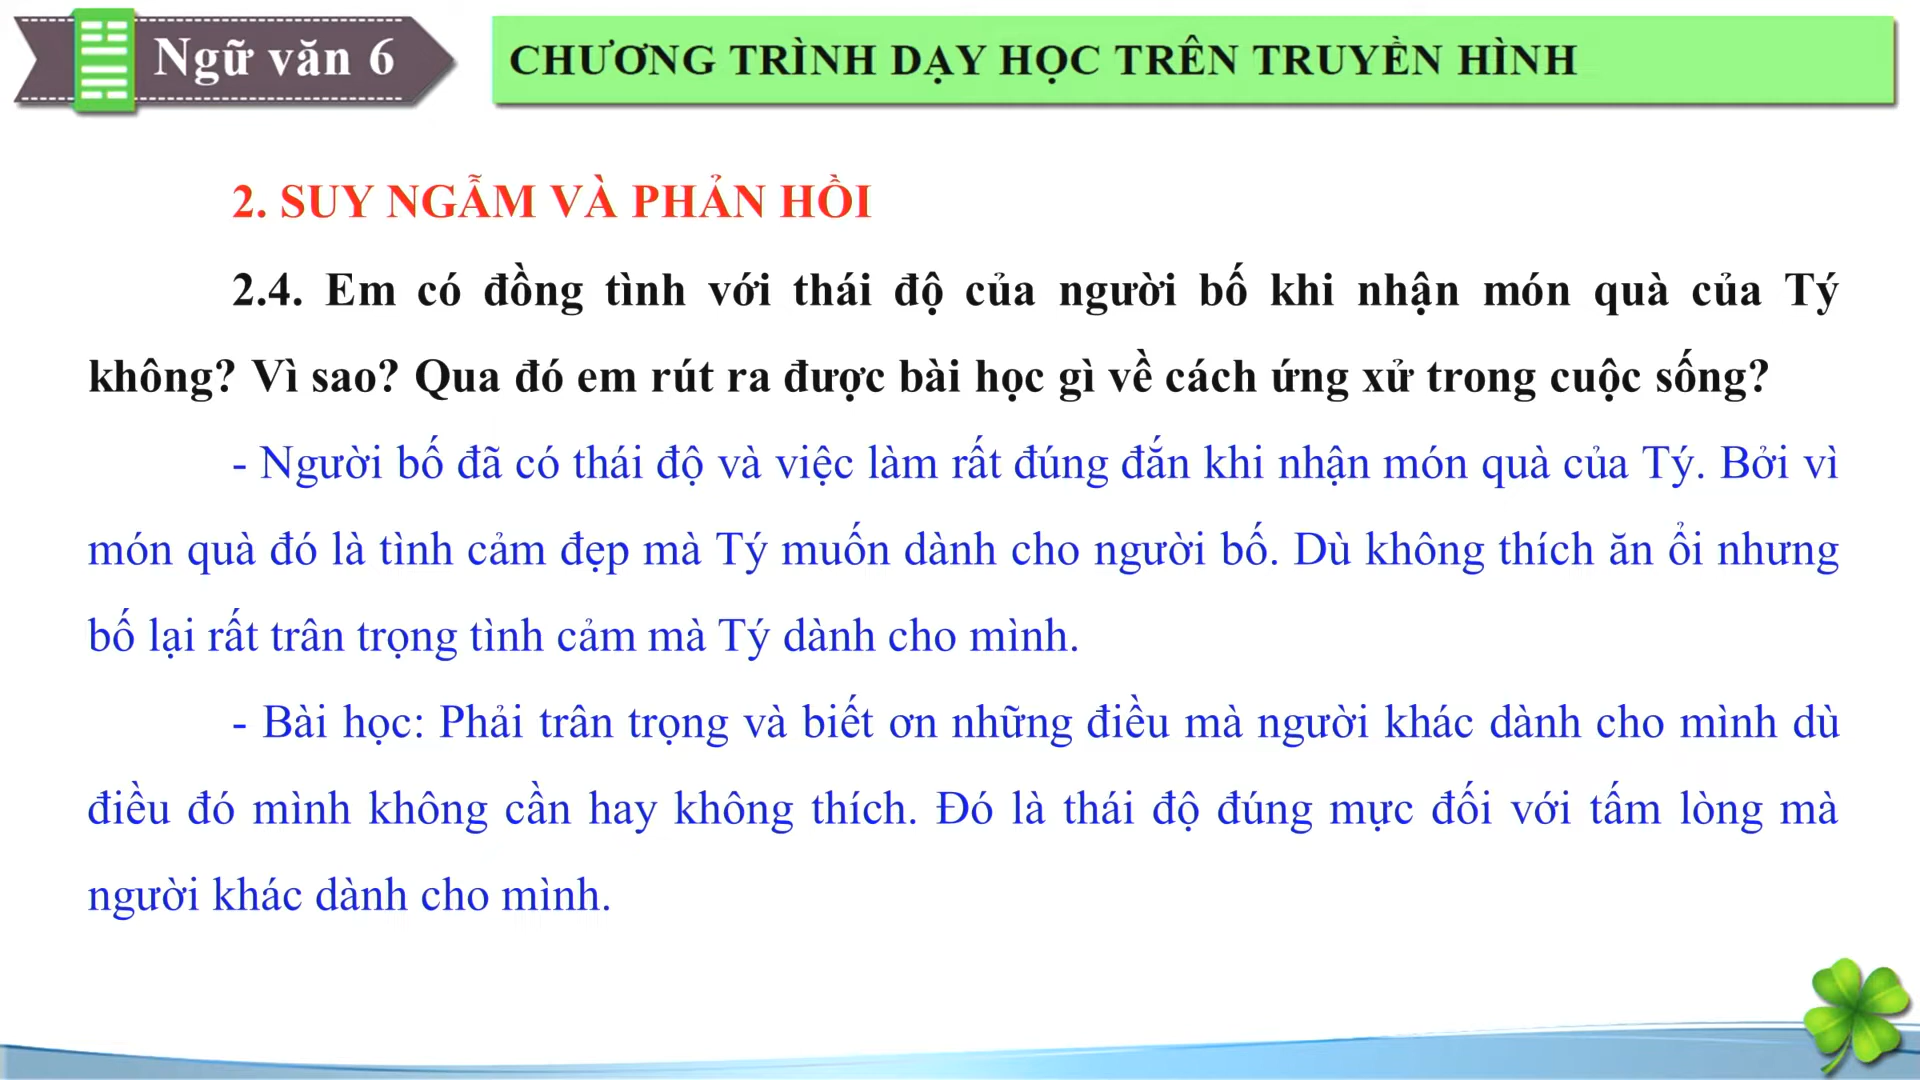 Ngữ văn 6
CHƯƠNG TRÌNH DẠY HỌC TRÊN TRUYỀN HÌNH
2. SUY NGẪM VÀ PHẢN HỒI
2.4. Em có đồng tình với thái độ của người bố khi nhận món quà của Tý
không? Vì sao? Qua đó em rút ra được bài học gì về cách ứng xử trong cuộc sống?
- Người bố đã có thái độ và việc làm rất đúng đắn khi nhận món quà của Tý. Bởi vì
món quà đó là tình cảm đẹp mà Tý muốn dành cho người bố. Dù không thích ăn ổi nhưng
bố lại rất trân trọng tình cảm mà Tý dành cho mình.
- Bài học: Phải trân trọng và biết ơn những điều mà người khác dành cho mình dù
điều đó mình không cần hay không thích. Đó là thái độ đúng mực đối với tấm lòng mà
người khác dành cho mình.